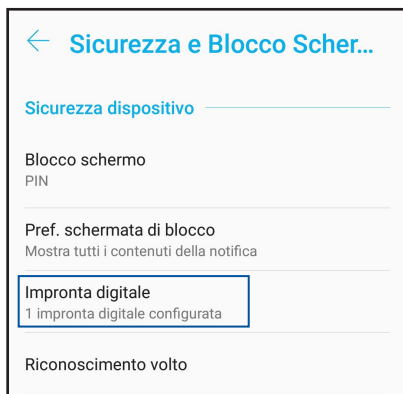 Sicurezza e Blocco Scher...
Sicurezza dispositivo
Blocco schermo
PIN
Pref. schermata di blocco
Mostra tutti i contenuti della notifica
Impronta digitale
1 impronta digitale configurata
Riconoscimento volto